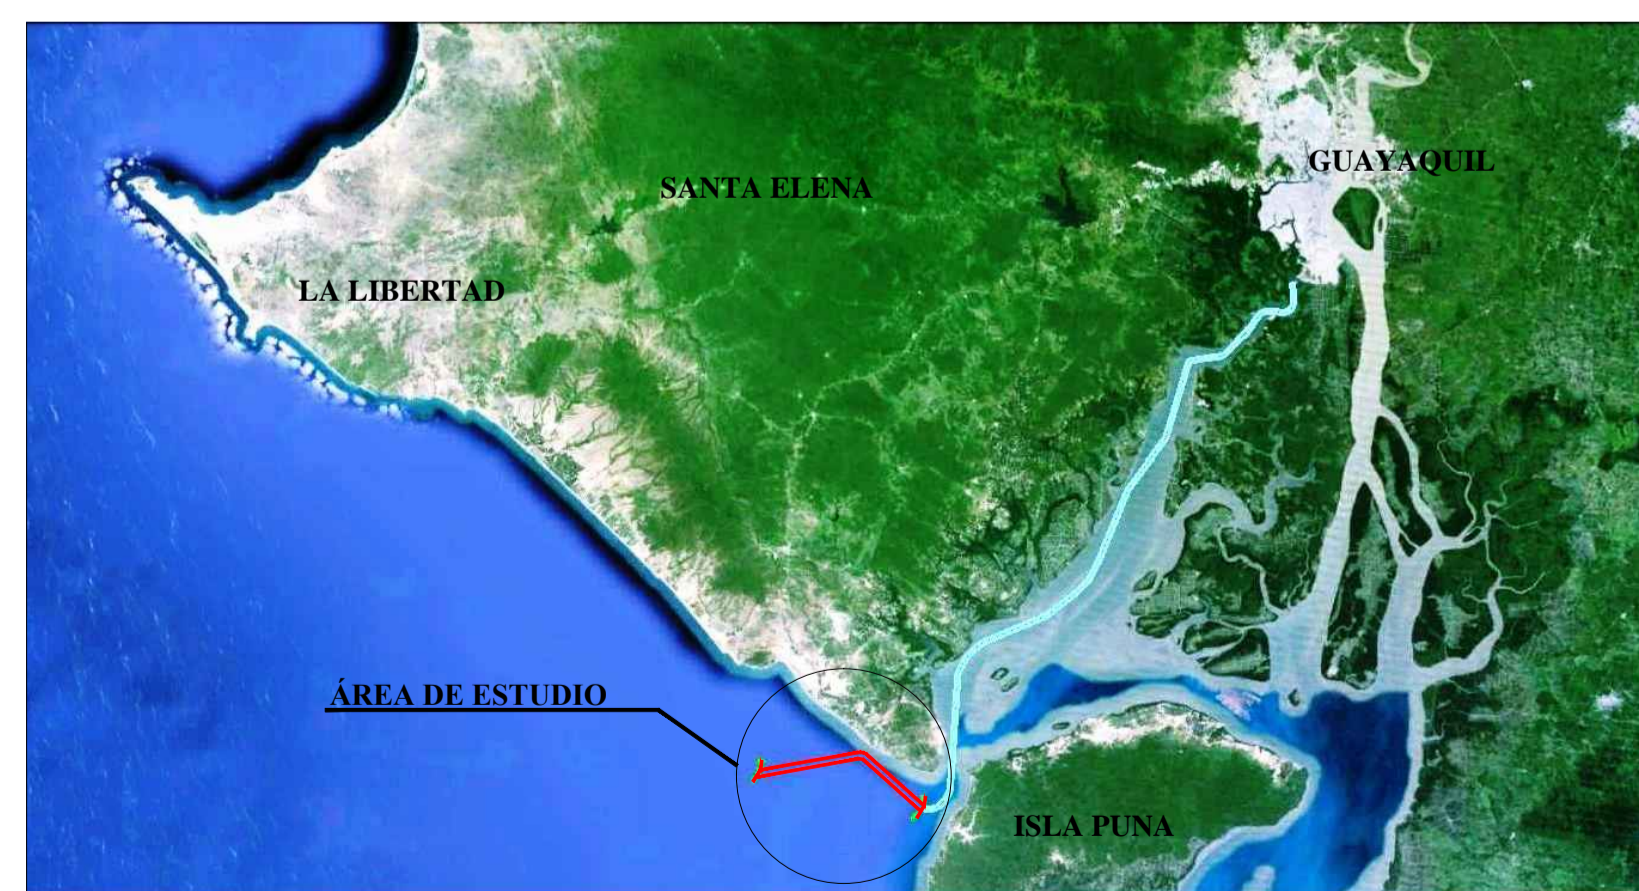 GUAYAQUIL
SANTA ELENA
LA LIBERTAD
ÁREA DE ESTUDIO
ISLA PUNA